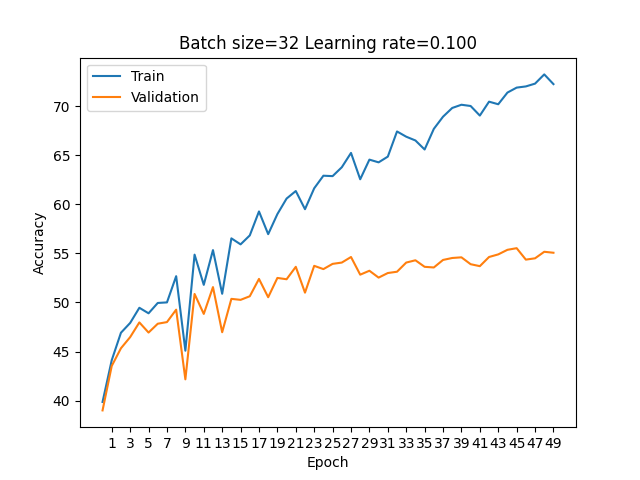 Batch size=32 Learning rate=0.100
Train
Validation
Accuracy
70
65
60
55
50
45
40
1 3 5 7 9 11 13 15 17 19 21 23 25 27 29 31 33 35 37 39 41 43 45 47 49
Epoch